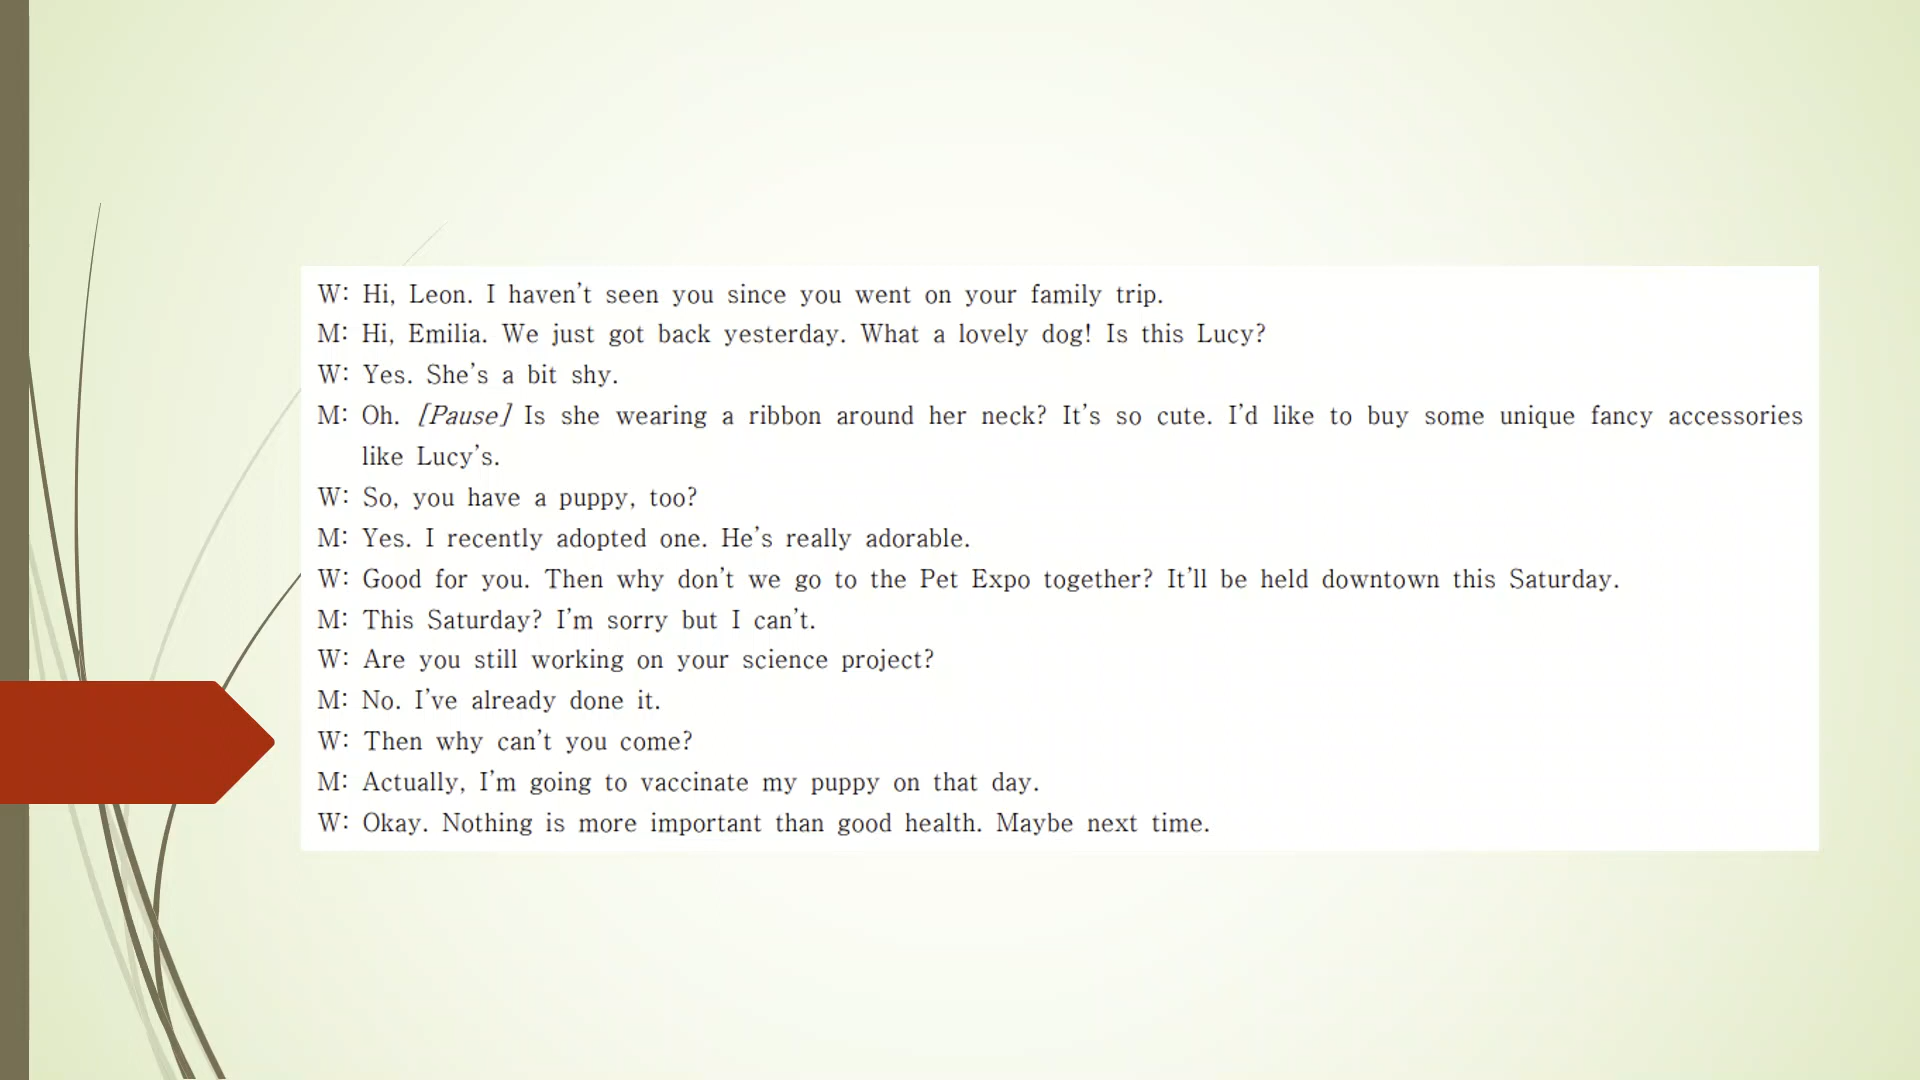 W: Hi, Leon. I haven't seen you since you went on your family trip.
M: Hi, Emilia. We just got back yesterday. What a lovely dog! Is this Lucy?
W: Yes. She's a bit shy.
M: Oh. [Pause] Is she wearing a ribbon around her neck? It's so cute. I'd like to buy some unique fancy accessories
like Lucy's.
W: So, you have a puppy, too?
M: Yes. I recently adopted one. He's really adorable.
W: Good for you. Then why don't we go to the Pet Expo together? It'll be held downtown this Saturday.
M: This Saturday? I'm sorry but I can't.
W: Are you still working on your science project?
M: No. I've already done it.
W: Then why can't you come?
M: Actually, I'm going to vaccinate my puppy on that day.
W: Okay. Nothing is more important than good health. Maybe next time.